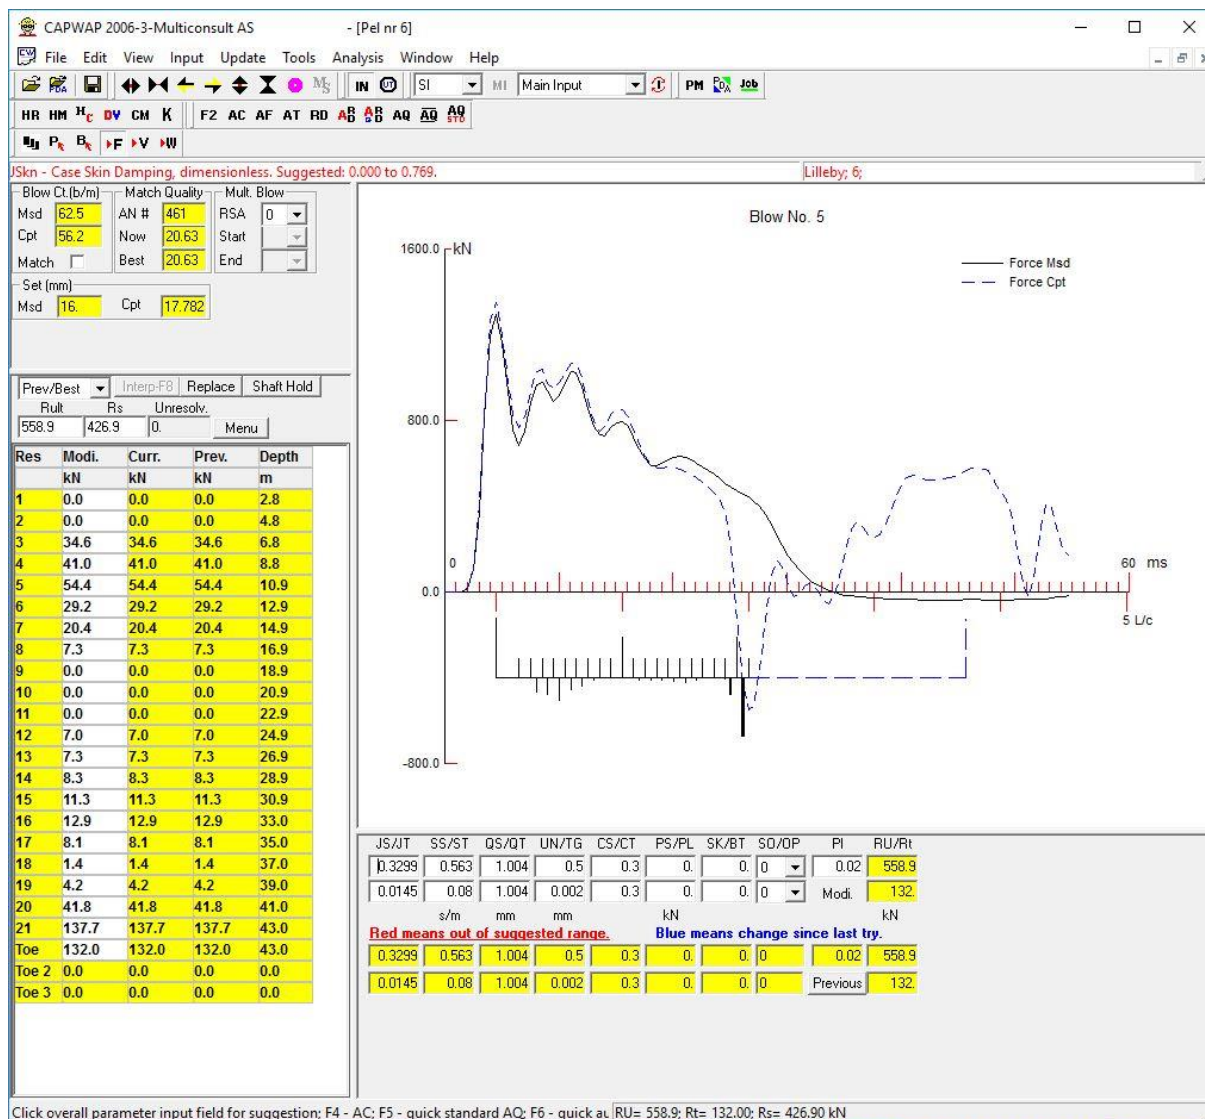 CAPWAP 2006-3-Multiconsult AS - [Pel nr 6]
File Edit View Input Update Tools Analysis Window Help
IN UT SI MI Main Input PM PDA Job
HR HM HC DV CM K F2 AC AF AT RD AQ AQ AQ STD
F V W
JSkn - Case Skin Damping, dimensionless. Suggested: 0.000 to 0.769. Lilleby; 6;
Blow Ct.(b/m) Match Quality Mult. Blow
Msd 62.5 AN # 461 RSA 0
Cpt 56.2 Now 20.63 Start
Match Best 20.63 End
Set (mm)
Msd 16. Cpt 17.782
Prev/Best Interp-F8 Replace Shaft Hold
Rult Rs Unresolv.
558.9 426.9 0. Menu
Res Modi. Curr. Prev. Depth
kN kN kN m
1 0.0 0.0 0.0 2.8
2 0.0 0.0 0.0 4.8
3 34.6 34.6 34.6 6.8
4 41.0 41.0 41.0 8.8
5 54.4 54.4 54.4 10.9
6 29.2 29.2 29.2 12.9
7 20.4 20.4 20.4 14.9
8 7.3 7.3 7.3 16.9
9 0.0 0.0 0.0 18.9
10 0.0 0.0 0.0 20.9
11 0.0 0.0 0.0 22.9
12 7.0 7.0 7.0 24.9
13 7.3 7.3 7.3 26.9
14 8.3 8.3 8.3 28.9
15 11.3 11.3 11.3 30.9
16 12.9 12.9 12.9 33.0
17 8.1 8.1 8.1 35.0
18 1.4 1.4 1.4 37.0
19 4.2 4.2 4.2 39.0
20 41.8 41.8 41.8 41.0
21 137.7 137.7 137.7 43.0
Toe 132.0 132.0 132.0 43.0
Toe 2 0.0 0.0 0.0 0.0
Toe 3 0.0 0.0 0.0 0.0
Blow No. 5
1600.0 kN
Force Msd
Force Cpt
800.0
0 60 ms
0.0
5 L/c
-800.0
JS/JT SS/ST QS/QT UN/TG CS/CT PS/PL SK/BT SO/OP PI RU/Rt
0.3299 0.563 1.004 0.5 0.3 0. 0. 0 0.02 558.9
0.0145 0.08 1.004 0.002 0.3 0. 0. 0 Modi. 132.
s/m mm mm kN kN
Red means out of suggested range. Blue means change since last try.
0.3299 0.563 1.004 0.5 0.3 0. 0. 0 0.02 558.9
0.0145 0.08 1.004 0.002 0.3 0. 0. 0 Previous 132.
Click overall parameter input field for suggestion; F4 - AC; F5 - quick standard AQ; F6 - quick RU= 558.9; Rt= 132.00; Rs= 426.90 kN